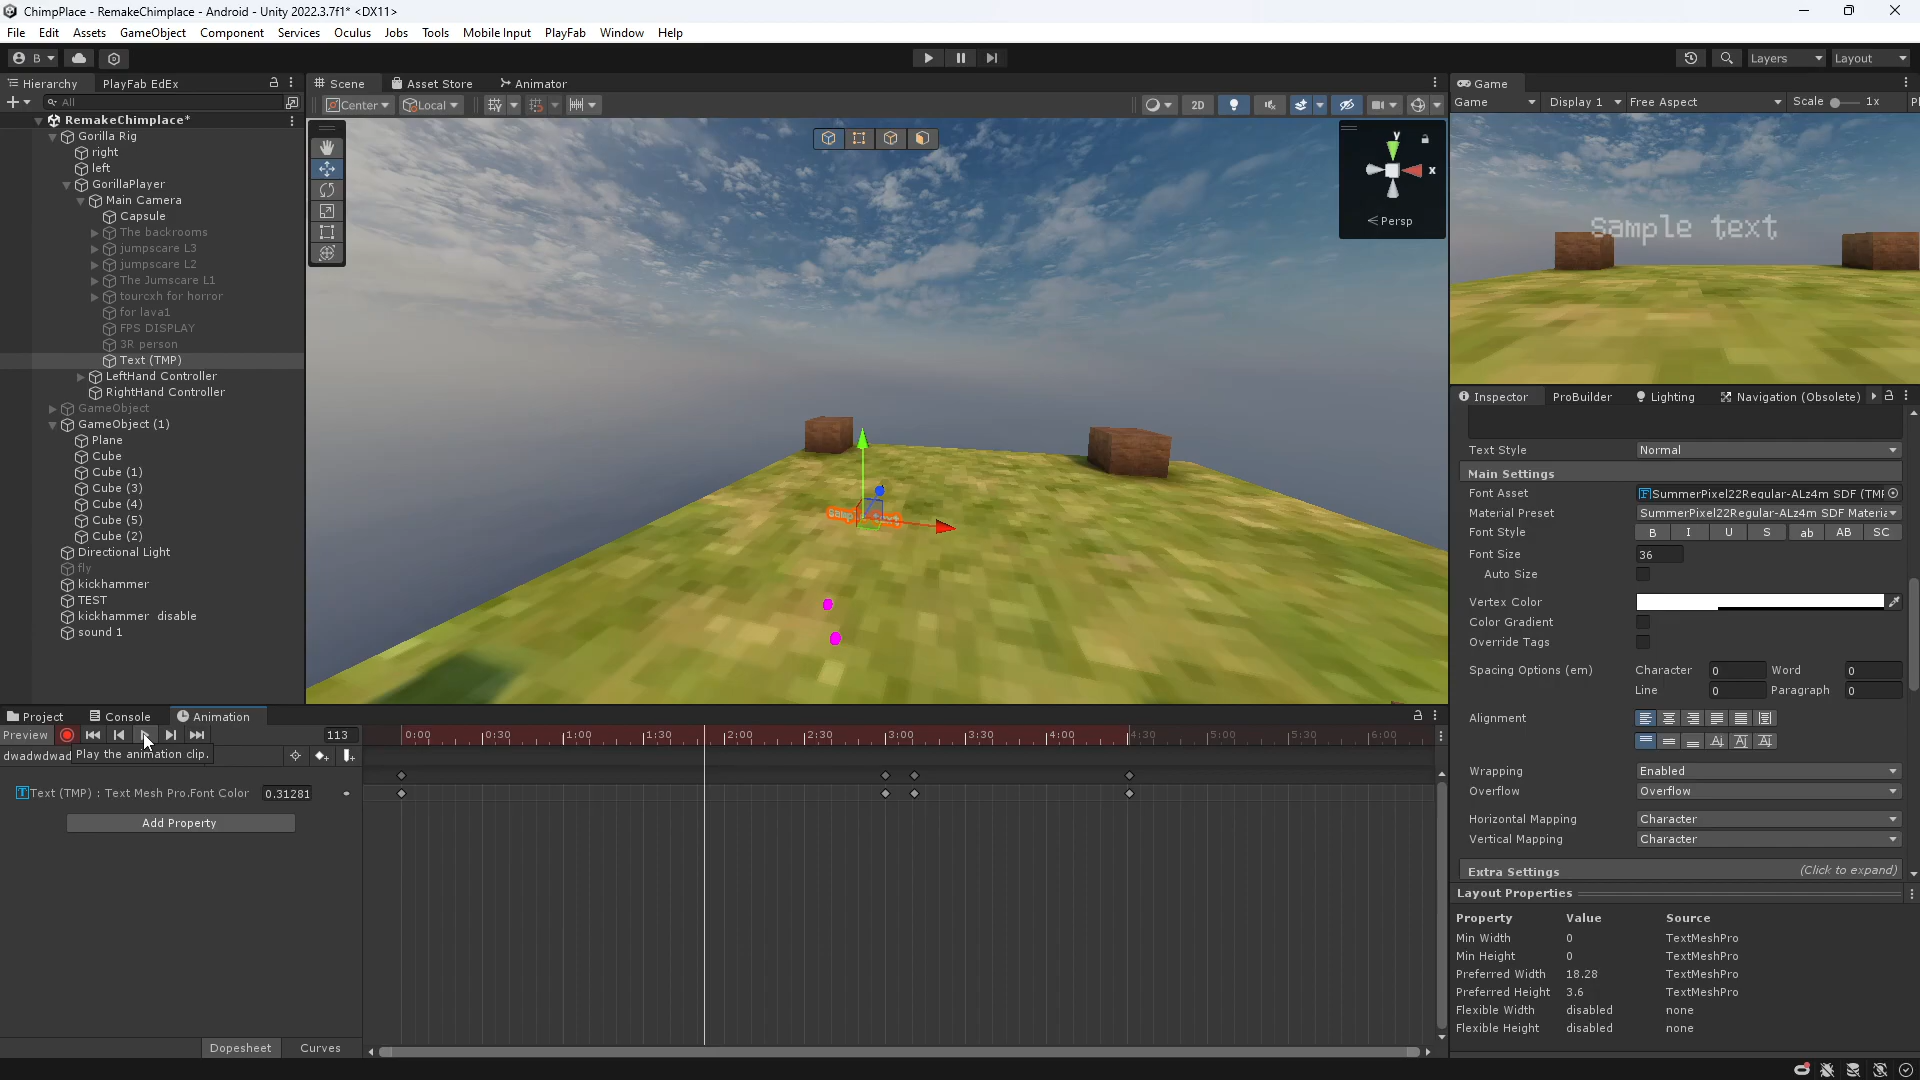 ChimpPlace - RemakeChimplace - Android - Unity 2022.3.7f1* <DX11>
File Edit Assets GameObject Component Services Oculus Jobs Tools Mobile Input PlayFab Window Help
B Layers Layout
Hierarchy PlayFab EdEx Scene Asset Store Animator Game
All Center Local 2D Game Display 1 Free Aspect Scale 1x
RemakeChimplace*
Gorilla Rig
right
left
GorillaPlayer
Main Camera
Capsule
The backrooms
jumpscare L3
jumpscare L2
The Jumscare L1
tourcxh for horror
for lava1
FPS DISPLAY
3R person
Text (TMP)
LeftHand Controller
RightHand Controller
GameObject
GameObject (1)
Plane
Cube
Cube (1)
Cube (3)
Cube (4)
Cube (5)
Cube (2)
Directional Light
fly
kickhammer
TEST
kickhammer disable
sound 1
y
x
Persp
Sample text
Inspector ProBuilder Lighting Navigation (Obsolete)
Text Style Normal
Main Settings
Font Asset SummerPixel22Regular-ALz4m SDF (TMF
Material Preset SummerPixel22Regular-ALz4m SDF Materia
Font Style B I U S ab AB SC
Font Size 36
Auto Size
Vertex Color
Color Gradient
Override Tags
Spacing Options (em) Character 0 Word 0
Line 0 Paragraph 0
Alignment
Wrapping Enabled
Overflow Overflow
Horizontal Mapping Character
Vertical Mapping Character
Extra Settings (Click to expand)
Layout Properties
Property Value Source
Min Width 0 TextMeshPro
Min Height 0 TextMeshPro
Preferred Width 18.28 TextMeshPro
Preferred Height 3.6 TextMeshPro
Flexible Width disabled none
Flexible Height disabled none
Project Console Animation
Preview 113 0:00 0:30 1:00 1:30 2:00 2:30 3:00 3:30 4:00 4:30 5:00 5:30 6:00
dwadwdwad Play the animation clip.
Text (TMP) : Text Mesh Pro.Font Color 0.31281
Add Property
Dopesheet Curves